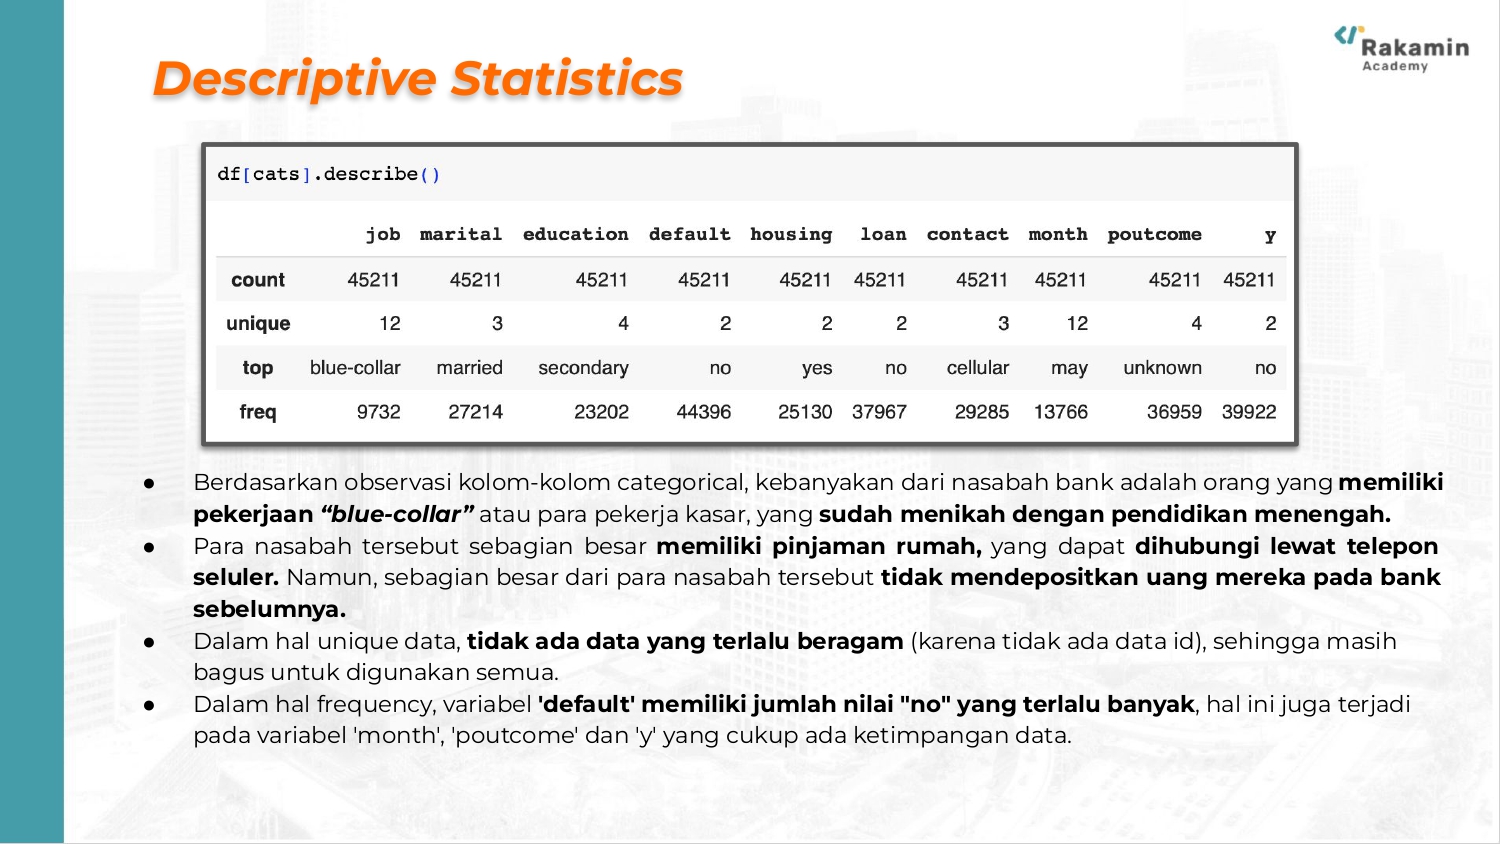 Rakamin
Academy
Descriptive Statistics
df[cats].describe()
job marital education default housing loan contact month poutcome y
count 45211 45211 45211 45211 45211 45211 45211 45211 45211 45211
unique 12 3 4 2 2 2 3 12 4 2
top blue-collar married secondary no yes no cellular may unknown no
freq 9732 27214 23202 44396 25130 37967 29285 13766 36959 39922
● Berdasarkan observasi kolom-kolom categorical, kebanyakan dari nasabah bank adalah orang yang memiliki
pekerjaan “blue-collar” atau para pekerja kasar, yang sudah menikah dengan pendidikan menengah.
● Para nasabah tersebut sebagian besar memiliki pinjaman rumah, yang dapat dihubungi lewat telepon
seluler. Namun, sebagian besar dari para nasabah tersebut tidak mendepositkan uang mereka pada bank
sebelumnya.
● Dalam hal unique data, tidak ada data yang terlalu beragam (karena tidak ada data id), sehingga masih
bagus untuk digunakan semua.
● Dalam hal frequency, variabel 'default' memiliki jumlah nilai "no" yang terlalu banyak, hal ini juga terjadi
pada variabel 'month', 'poutcome' dan 'y' yang cukup ada ketimpangan data.